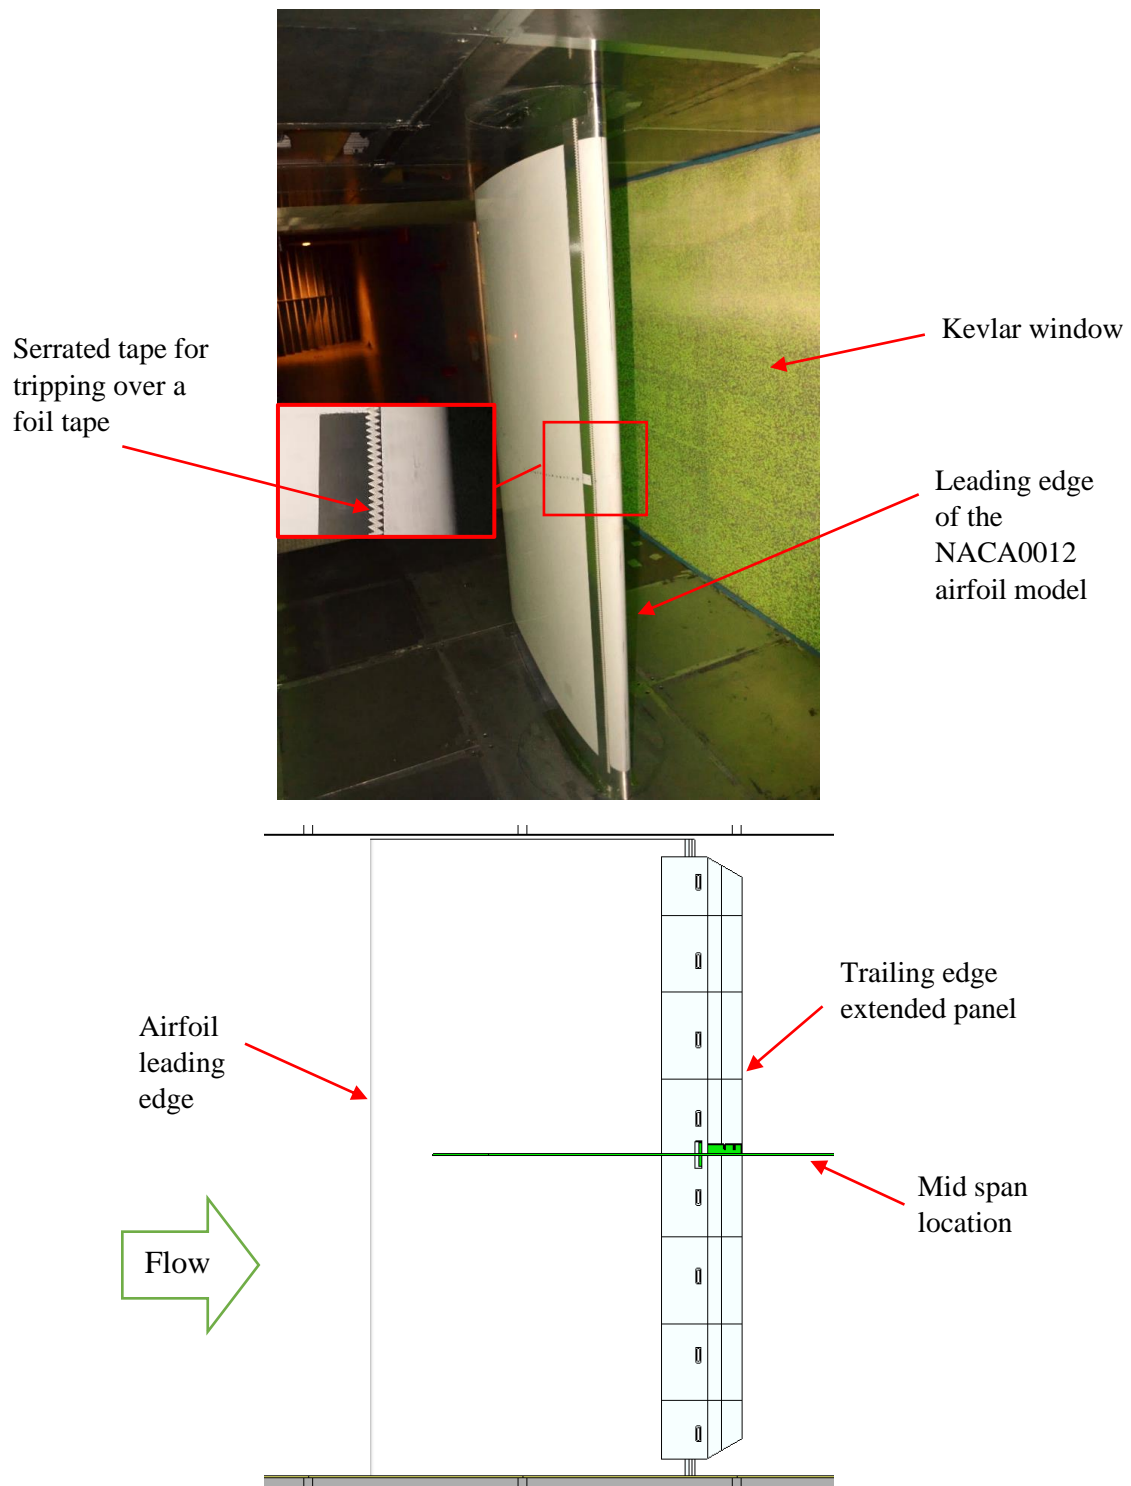 Serrated tape for
tripping over a
foil tape
Kevlar window
Leading edge
of the
NACA0012
airfoil model
Trailing edge
extended panel
Airfoil
leading
edge
Mid span
location
Flow